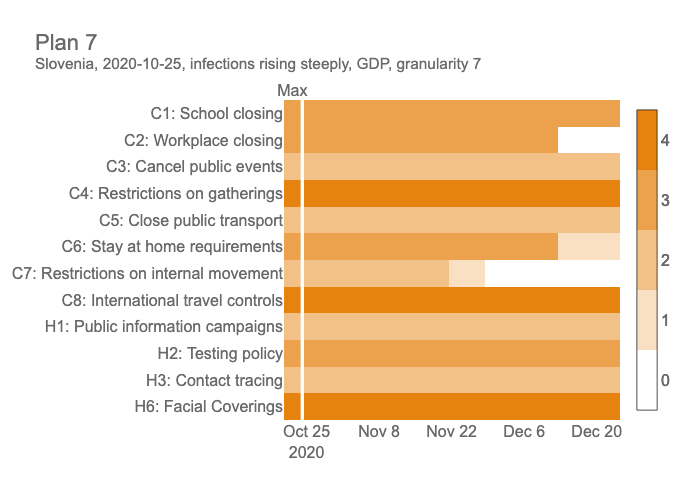 Plan 7
Slovenia, 2020-10-25, infections rising steeply, GDP, granularity 7
Max
C1: School closing
C2: Workplace closing
C3: Cancel public events
C4: Restrictions on gatherings
C5: Close public transport
C6: Stay at home requirements
C7: Restrictions on internal movement
C8: International travel controls
H1: Public information campaigns
H2: Testing policy
H3: Contact tracing
H6: Facial Coverings
Oct 25 Nov 8 Nov 22 Dec 6 Dec 20
2020
4
3
2
1
0